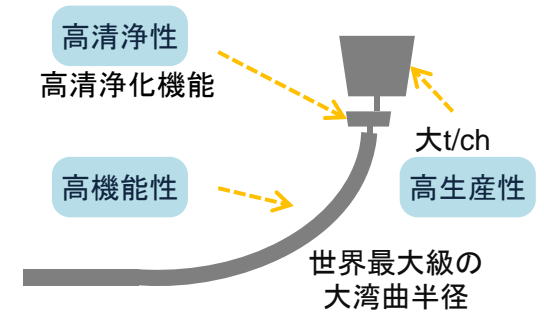 高清浄性
高清浄化機能
大t/ch
高機能性
高生産性
世界最大級の
大湾曲半径